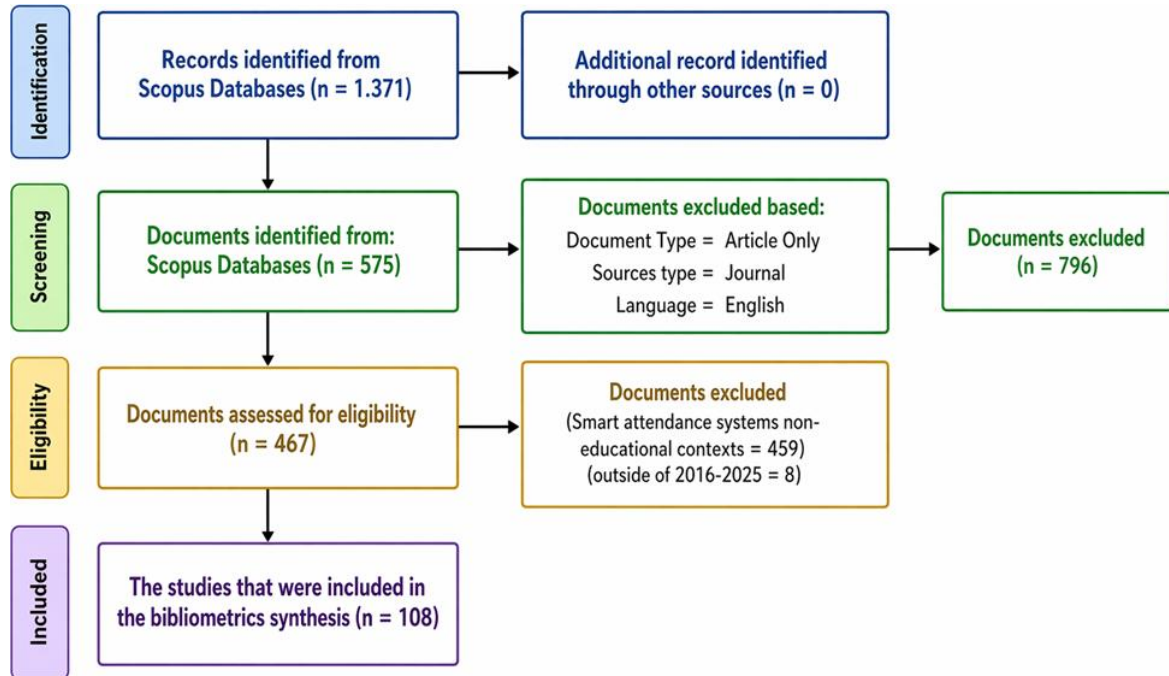 Identification
Records identified from
Scopus Databases (n = 1.371)
Additional record identified
through other sources (n = 0)
Screening
Documents identified from:
Scopus Databases (n = 575)
Documents excluded based:
Document Type = Article Only
Sources type = Journal
Language = English
Documents excluded
(n = 796)
Eligibility
Documents assessed for eligibility
(n = 467)
Documents excluded
(Smart attendance systems non-
educational contexts = 459)
(outside of 2016-2025 = 8)
Included
The studies that were included in
the bibliometrics synthesis (n = 108)